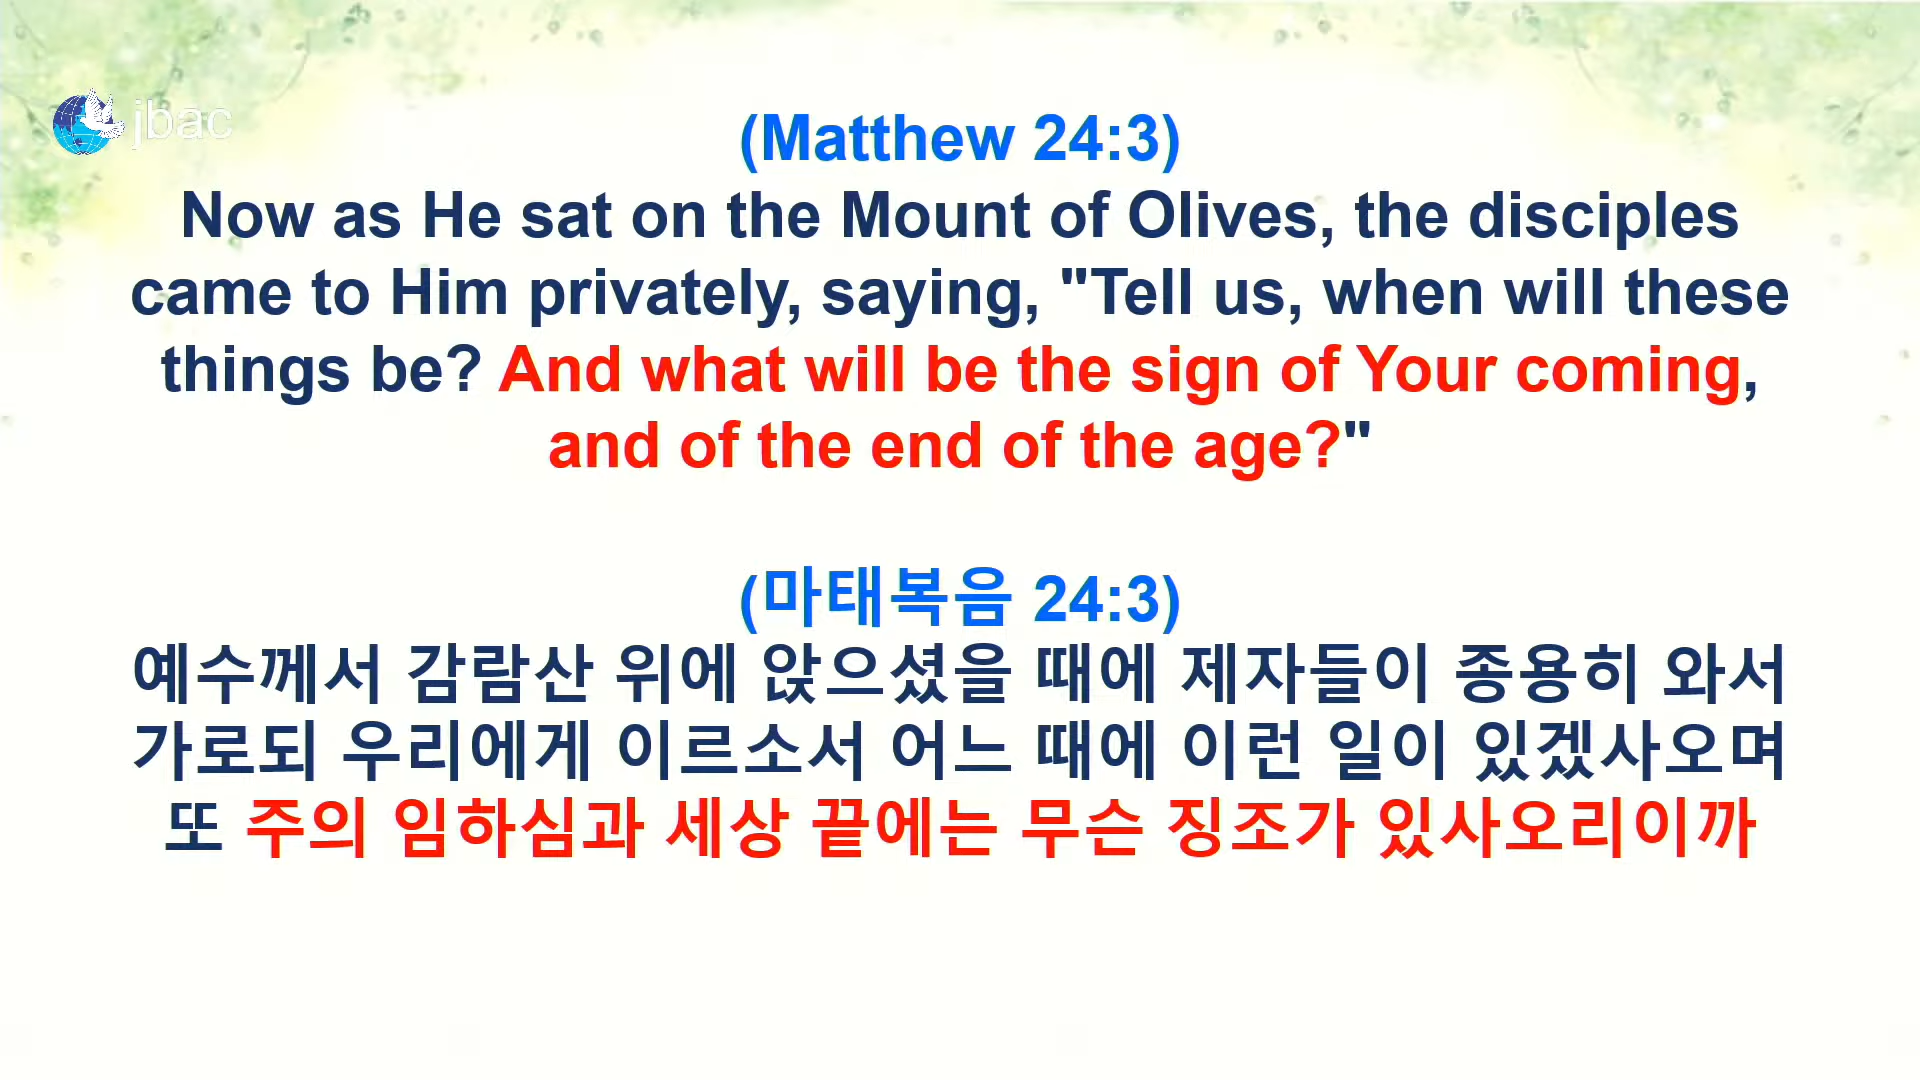 jbac
(Matthew 24:3)
Now as He sat on the Mount of Olives, the disciples
came to Him privately, saying, "Tell us, when will these
things be? And what will be the sign of Your coming,
and of the end of the age?"
(마태복음 24:3)
예수께서 감람산 위에 앉으셨을 때에 제자들이 종용히 와서
가로되 우리에게 이르소서 어느 때에 이런 일이 있겠사오며
또 주의 임하심과 세상 끝에는 무슨 징조가 있사오리이까